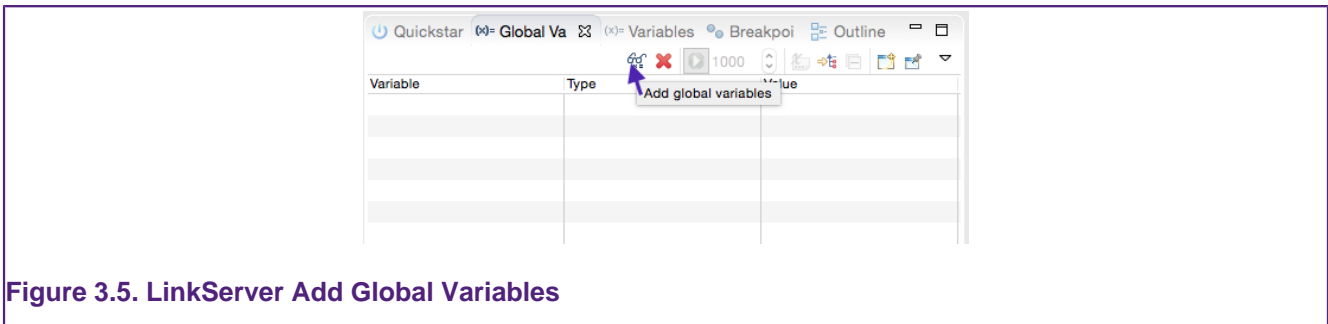 Quickstar (x)= Global Va (x)= Variables Breakpoi Outline
1000
Variable Type Value
Add global variables
Figure 3.5. LinkServer Add Global Variables